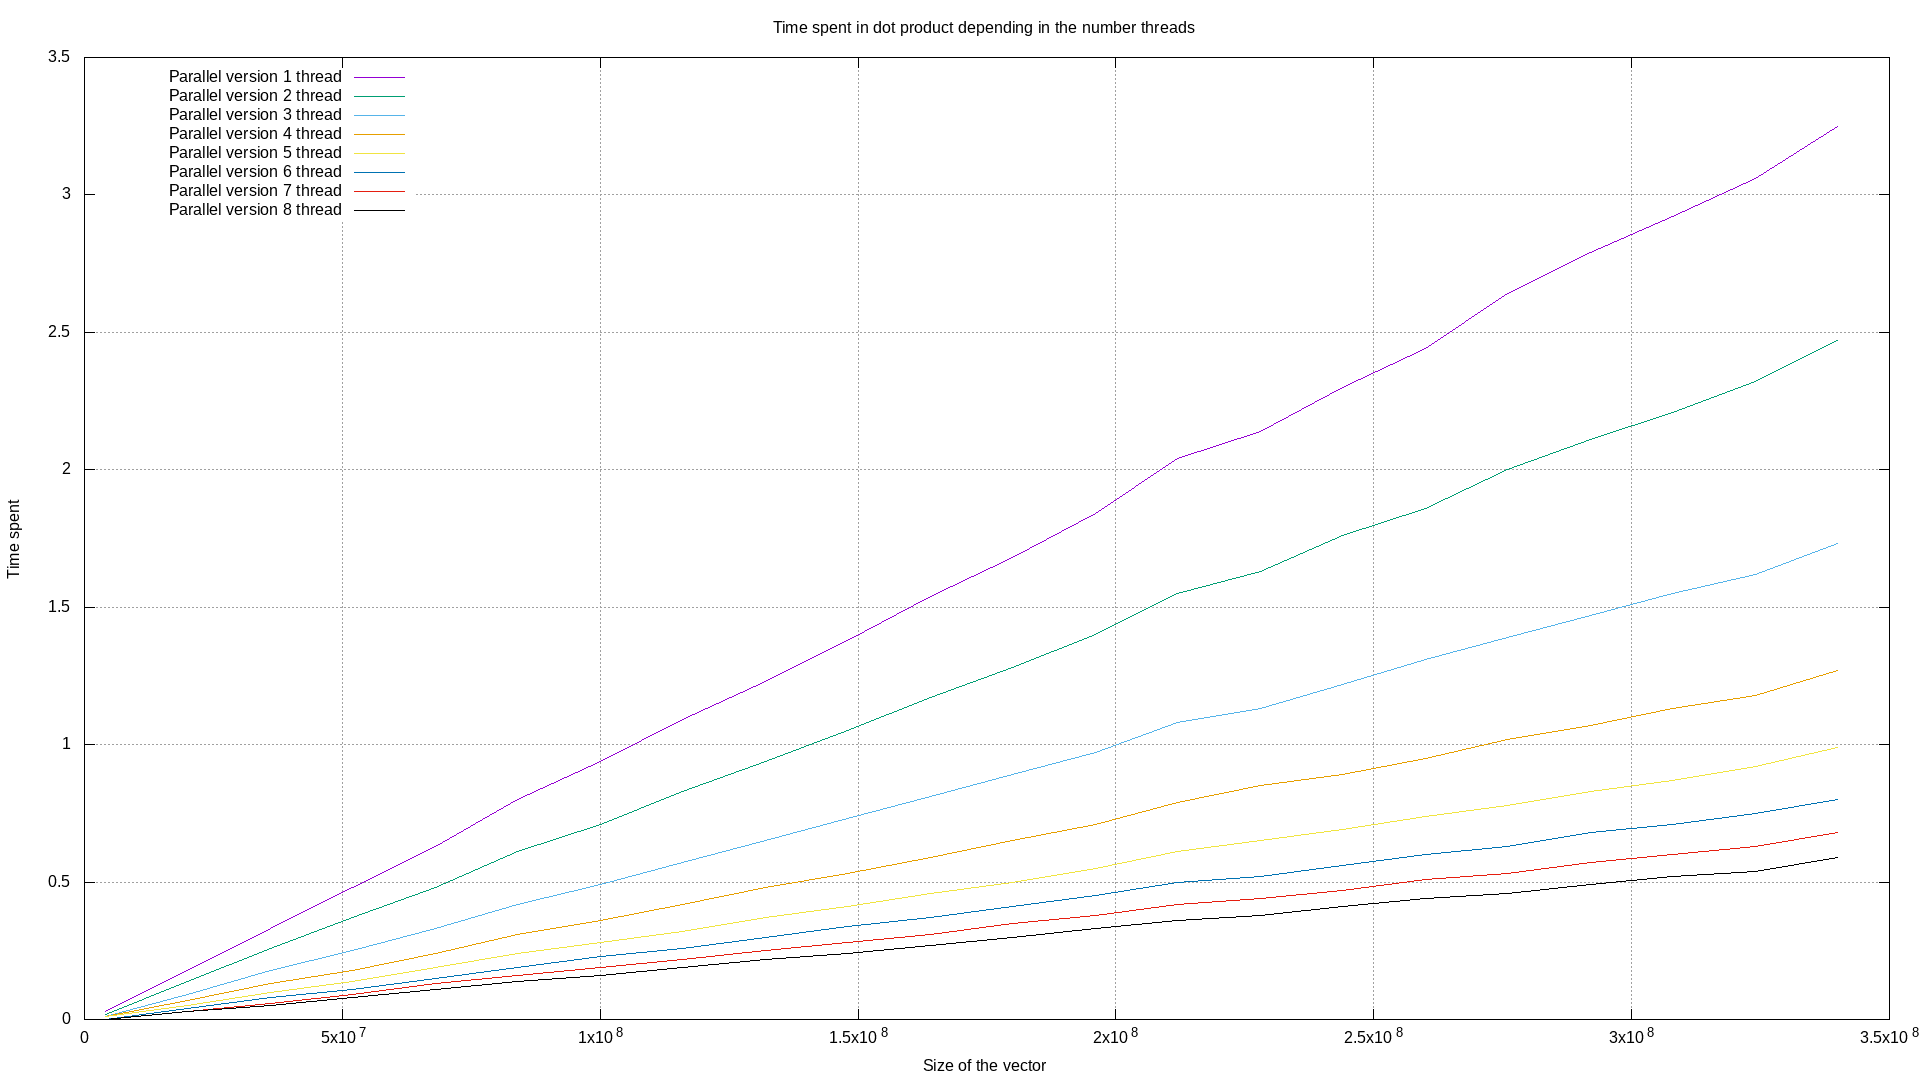 Time spent in dot product depending in the number threads
3.5
3
2.5
2
1.5
1
0.5
0
Time spent
Parallel version 1 thread
Parallel version 2 thread
Parallel version 3 thread
Parallel version 4 thread
Parallel version 5 thread
Parallel version 6 thread
Parallel version 7 thread
Parallel version 8 thread
0 5x10^7 1x10^8 1.5x10^8 2x10^8 2.5x10^8 3x10^8 3.5x10^8
Size of the vector